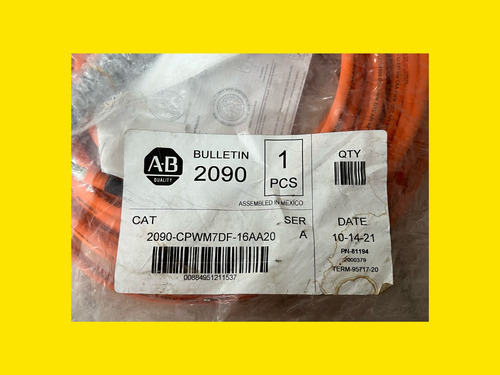 A-B
QUALITY
BULLETIN
2090
1
PCS
QTY
ASSEMBLED IN MEXICO
CAT
SER
DATE
2090-CPWM7DF-16AA20
A
10-14-21
PN-81194
2000379
00884951211537
TERM-95717-20